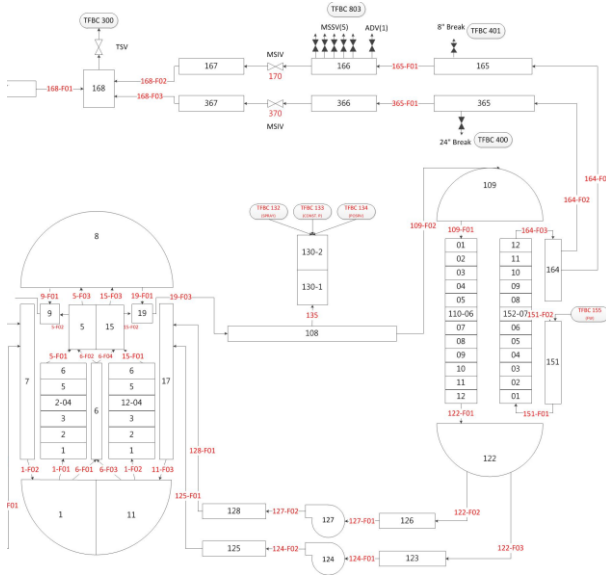 TFBC 300
TSV
TFBC 803
MSSV(5)
ADV(1)
8" Break
TFBC 401
MSIV
167
170
166
165-F01
165
168-F01
168
168-F02
168-F03
367
370
MSIV
366
365-F01
365
24" Break
TFBC 400
164-F02
109
109-F02
TFBC 132
(SPRAY)
TFBC 133
TFBC 134
130-2
130-1
135
108
109-F01
164-F03
164
01
02
03
04
05
110-06
07
08
09
10
11
12
12
11
10
09
08
152-07
06
05
04
03
02
01
151-F02
TFBC 155
151
151-F01
122-F01
122
122-F02
122-F03
8
9-F01
5-F03
15-F03
19-F01
19-F03
9
5
15
19
7
17
5-F01
6-F02
6-F04
15-F01
6
5
2-04
3
2
1
6
6
5
12-04
3
2
1
1-F02
1-F01
6-F01
6-F03
1-F02
11-F03
1
11
F01
128-F01
125-F01
128
127-F02
127
127-F01
126
125
124-F02
124
124-F01
123